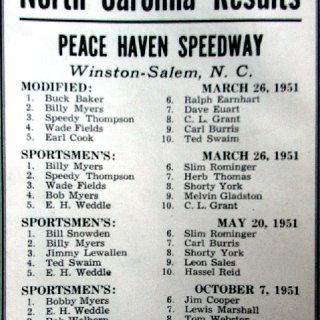 North Carolina Results
PEACE HAVEN SPEEDWAY
Winston-Salem, N. C.
MODIFIED: MARCH 26, 1951
1. Buck Baker 6. Ralph Earnhart
2. Billy Myers 7. Dave Euart
3. Speedy Thompson 8. C. L. Grant
4. Wade Fields 9. Carl Burris
5. Earl Cook 10. Ted Swaim
SPORTSMEN'S: MARCH 26, 1951
1. Billy Myers 6. Slim Rominger
2. Speedy Thompson 7. Herb Thomas
3. Wade Fields 8. Shorty York
4. Bob Myers 9. Melvin Gladston
5. E. H. Weddle 10. C. L. Grant
SPORTSMEN'S: MAY 20, 1951
1. Bill Snowden 6. Slim Rominger
2. Billy Myers 7. Carl Burris
3. Jimmy Lewallen 8. Shorty York
4. Ted Swaim 9. Leon Sales
5. E. H. Weddle 10. Hassel Reid
SPORTSMEN'S: OCTOBER 7, 1951
1. Bobby Myers 6. Jim Cooper
2. E. H. Weddle 7. Lewis Marshall
Bob Welborn 8. Tom Webster